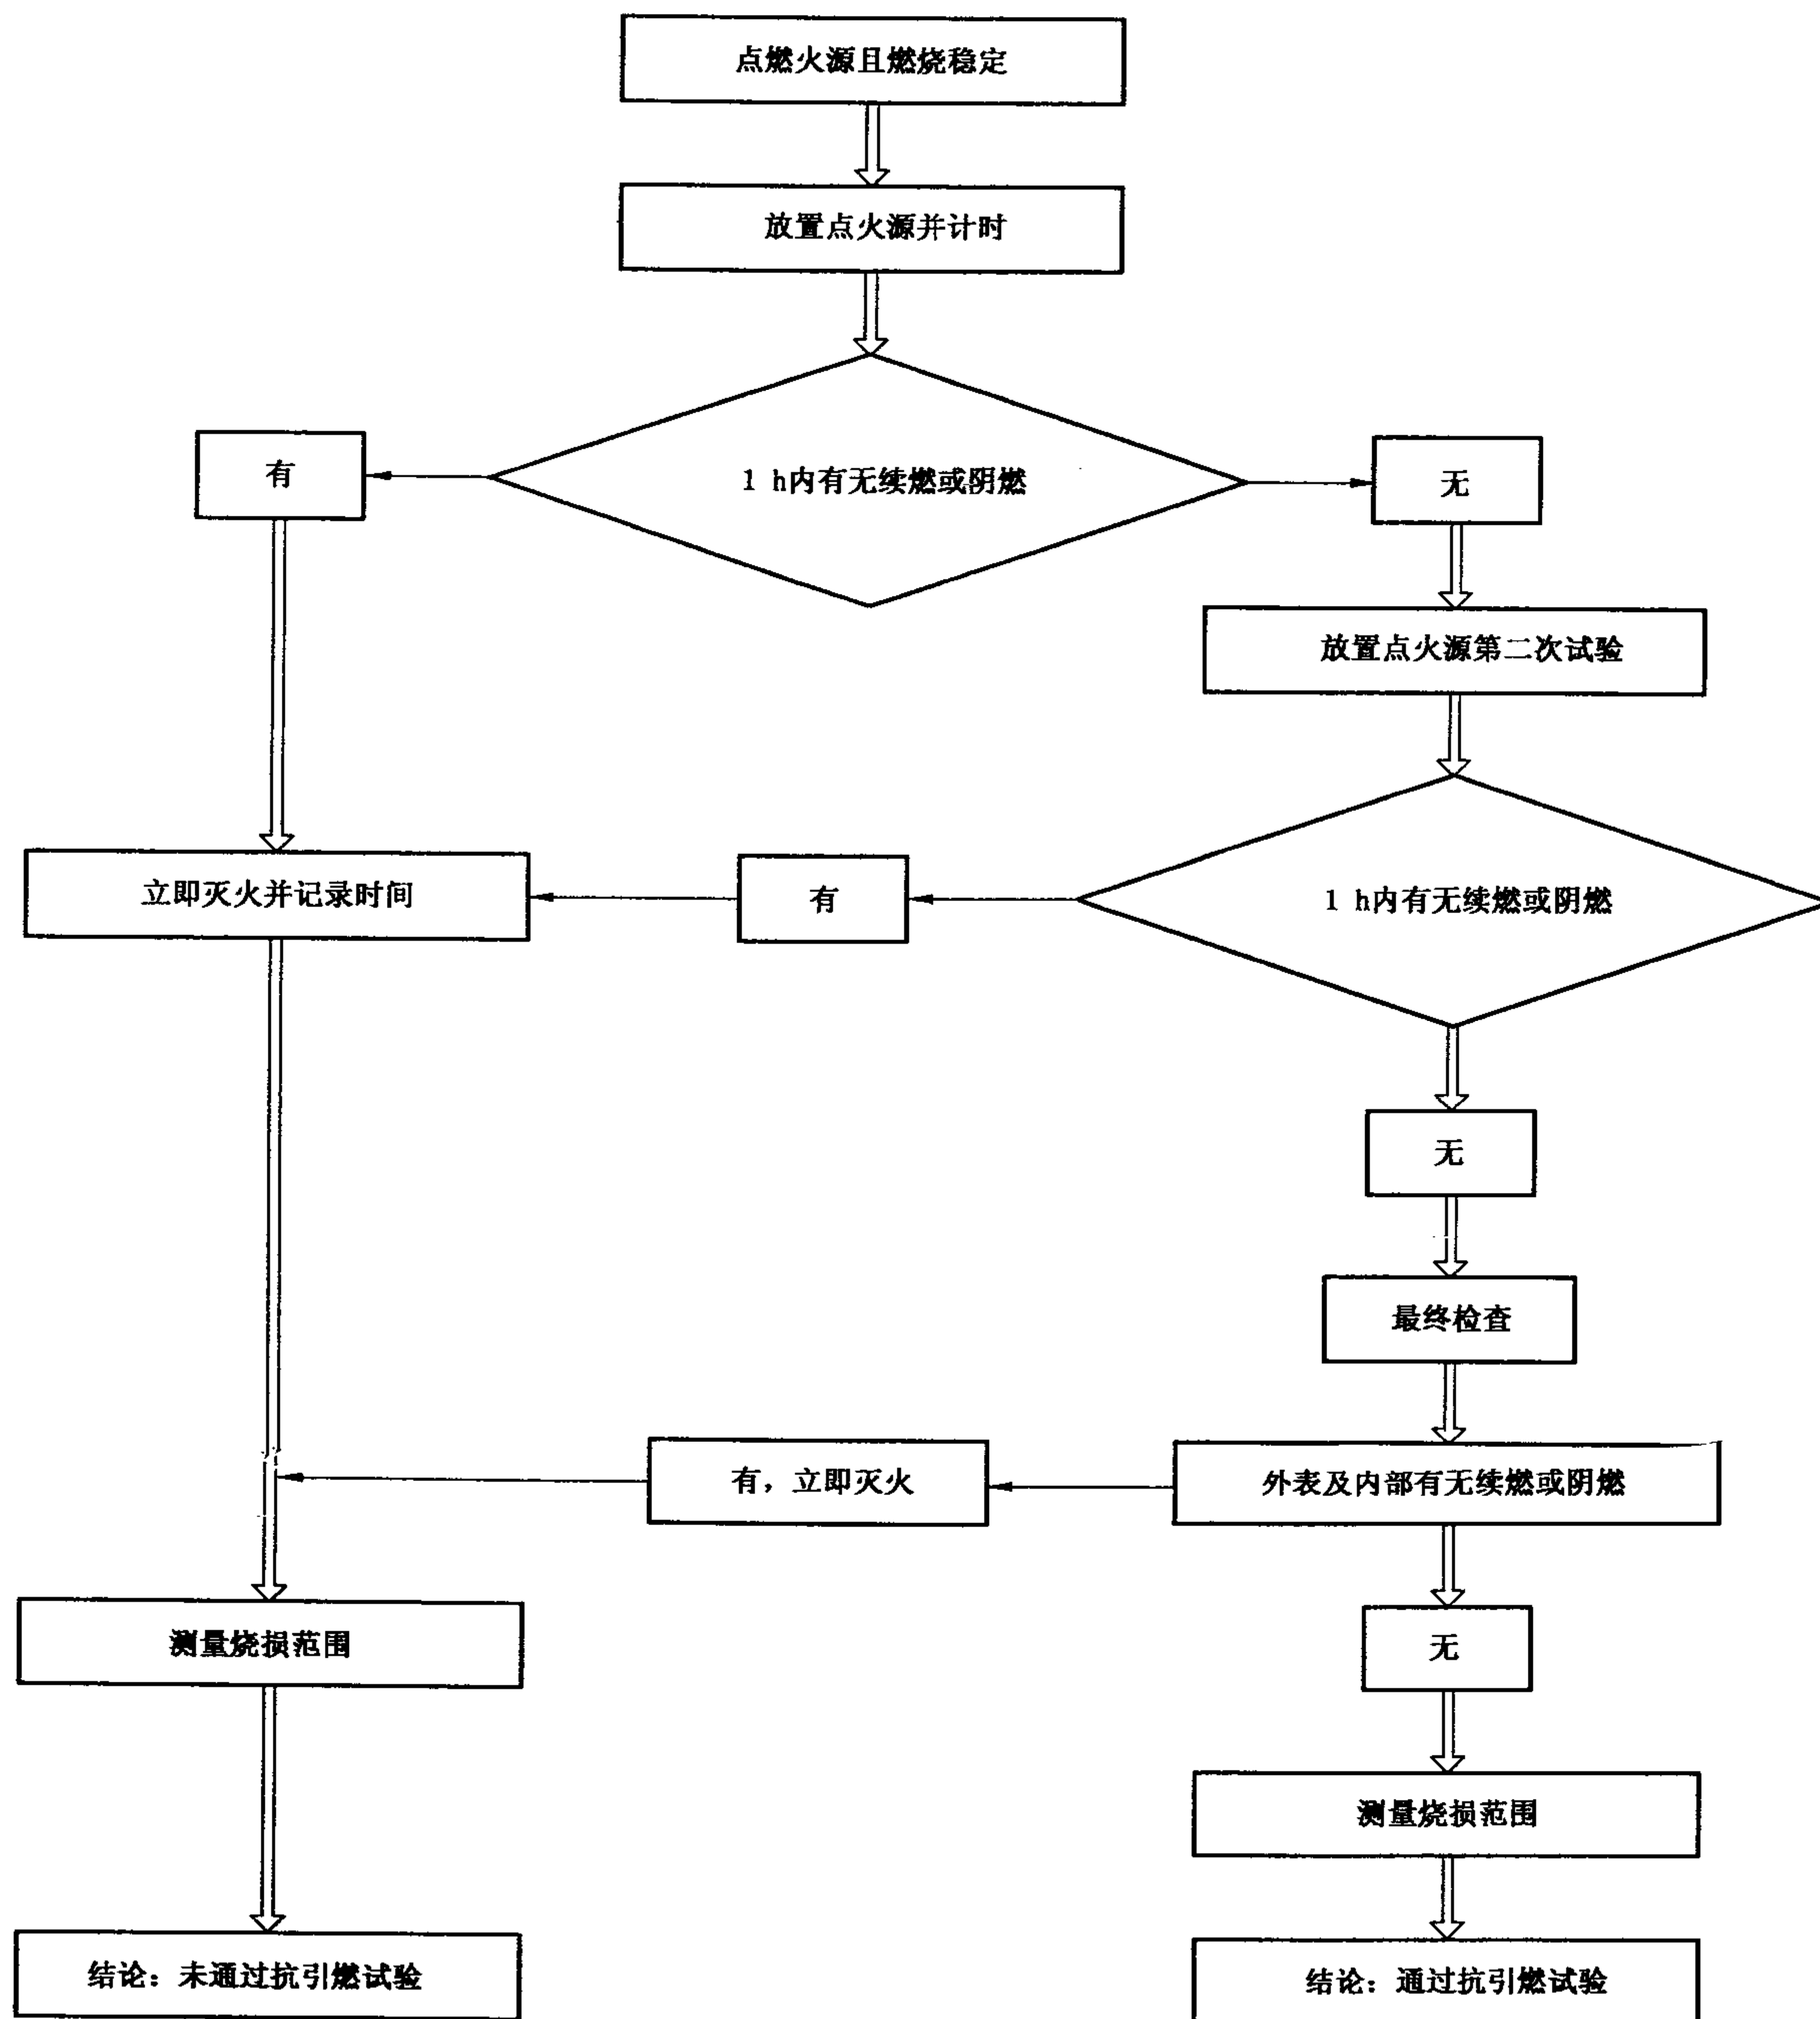 点燃火源且燃烧稳定
放置点火源并计时
有
1 h内有无续燃或阴燃
无
放置点火源第二次试验
立即灭火并记录时间
有
1 h内有无续燃或阴燃
无
最终检查
有，立即灭火
外表及内部有无续燃或阴燃
测量烧损范围
无
测量烧损范围
结论：未通过抗引燃试验
结论：通过抗引燃试验